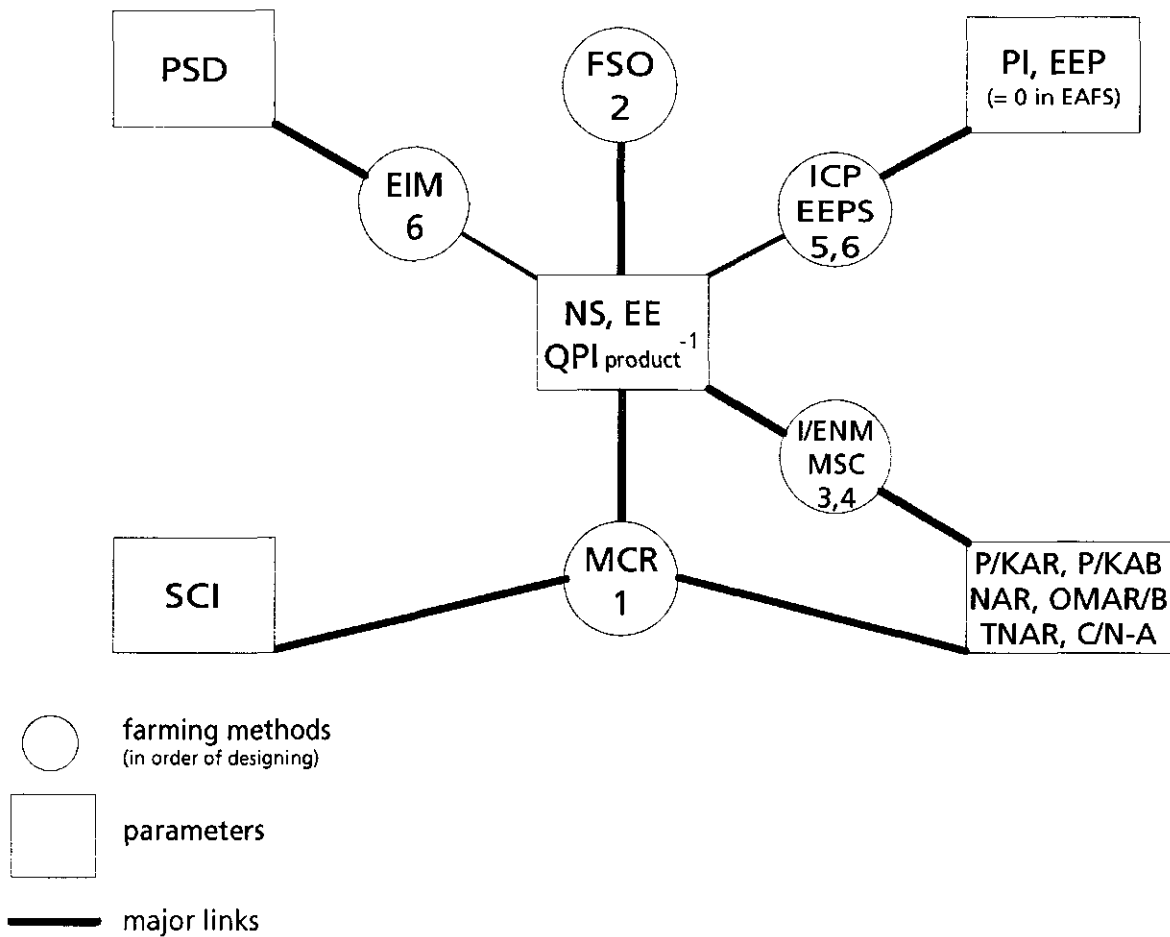 PSD
FSO
2
PI, EEP
(= 0 in EAFS)
EIM
6
ICP
EEPS
5,6
NS, EE
QPI product-1
I/ENM
MSC
3,4
SCI
MCR
1
P/KAR, P/KAB
NAR, OMAR/B
TNAR, C/N-A
farming methods
(in order of designing)
parameters
major links